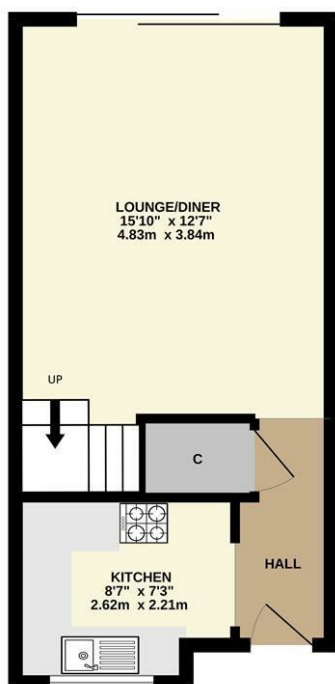 LOUNGE/DINER
15'10" x 12'7"
4.83m x 3.84m
UP
C
HALL
KITCHEN
8'7" x 7'3"
2.62m x 2.21m